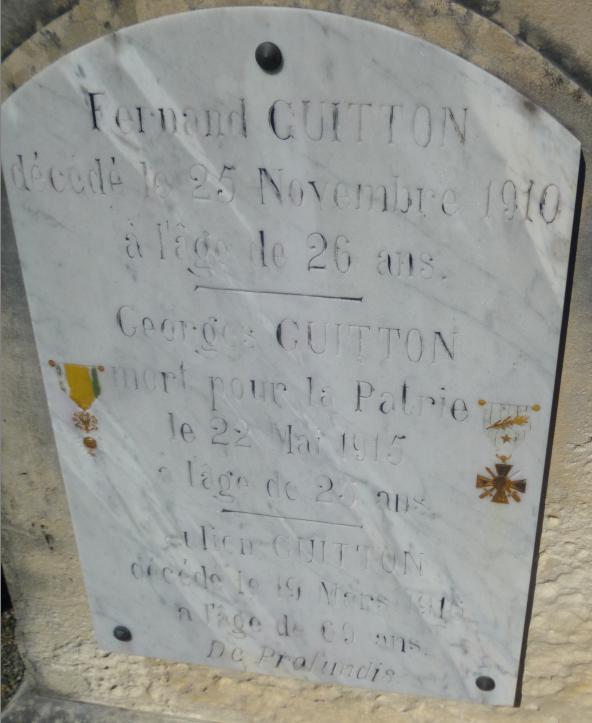 Fernand GUITTON
décédé le 25 Novembre 1910
à l'âge de 26 ans.
Georges GUITTON
mort pour la Patrie
le 22 Mai 1915
à l'âge de ans.
Julien GUITTON
décédé le 19 Mars
à l'âge de 69 ans.
De Profundis